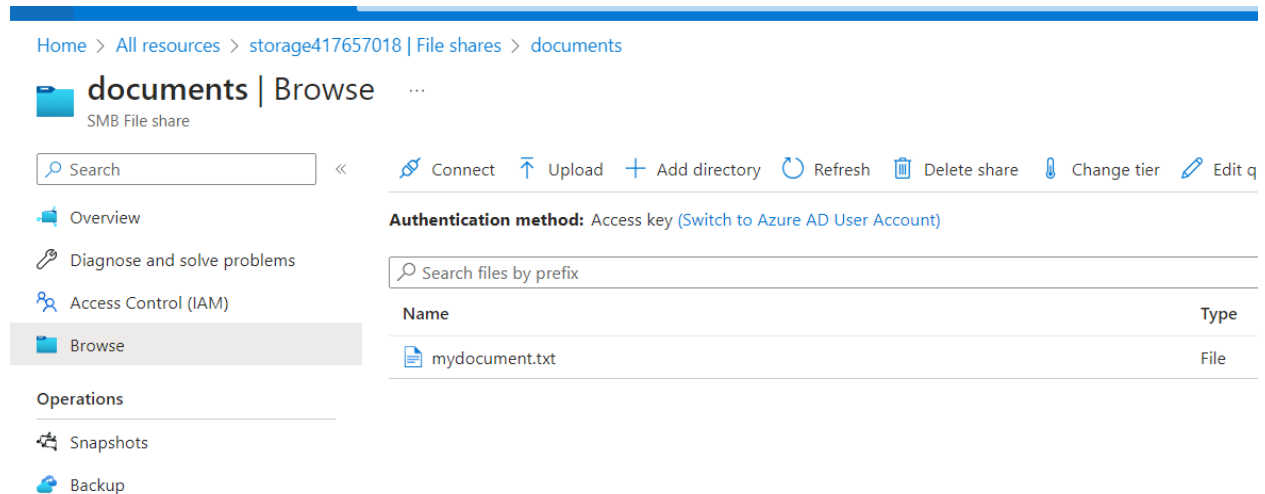 Home > All resources > storage417657018 | File shares > documents
documents | Browse ...
SMB File share
Search «
Connect Upload Add directory Refresh Delete share Change tier Edit q
Overview
Authentication method: Access key (Switch to Azure AD User Account)
Diagnose and solve problems
Search files by prefix
Access Control (IAM)
Name Type
Browse
mydocument.txt File
Operations
Snapshots
Backup